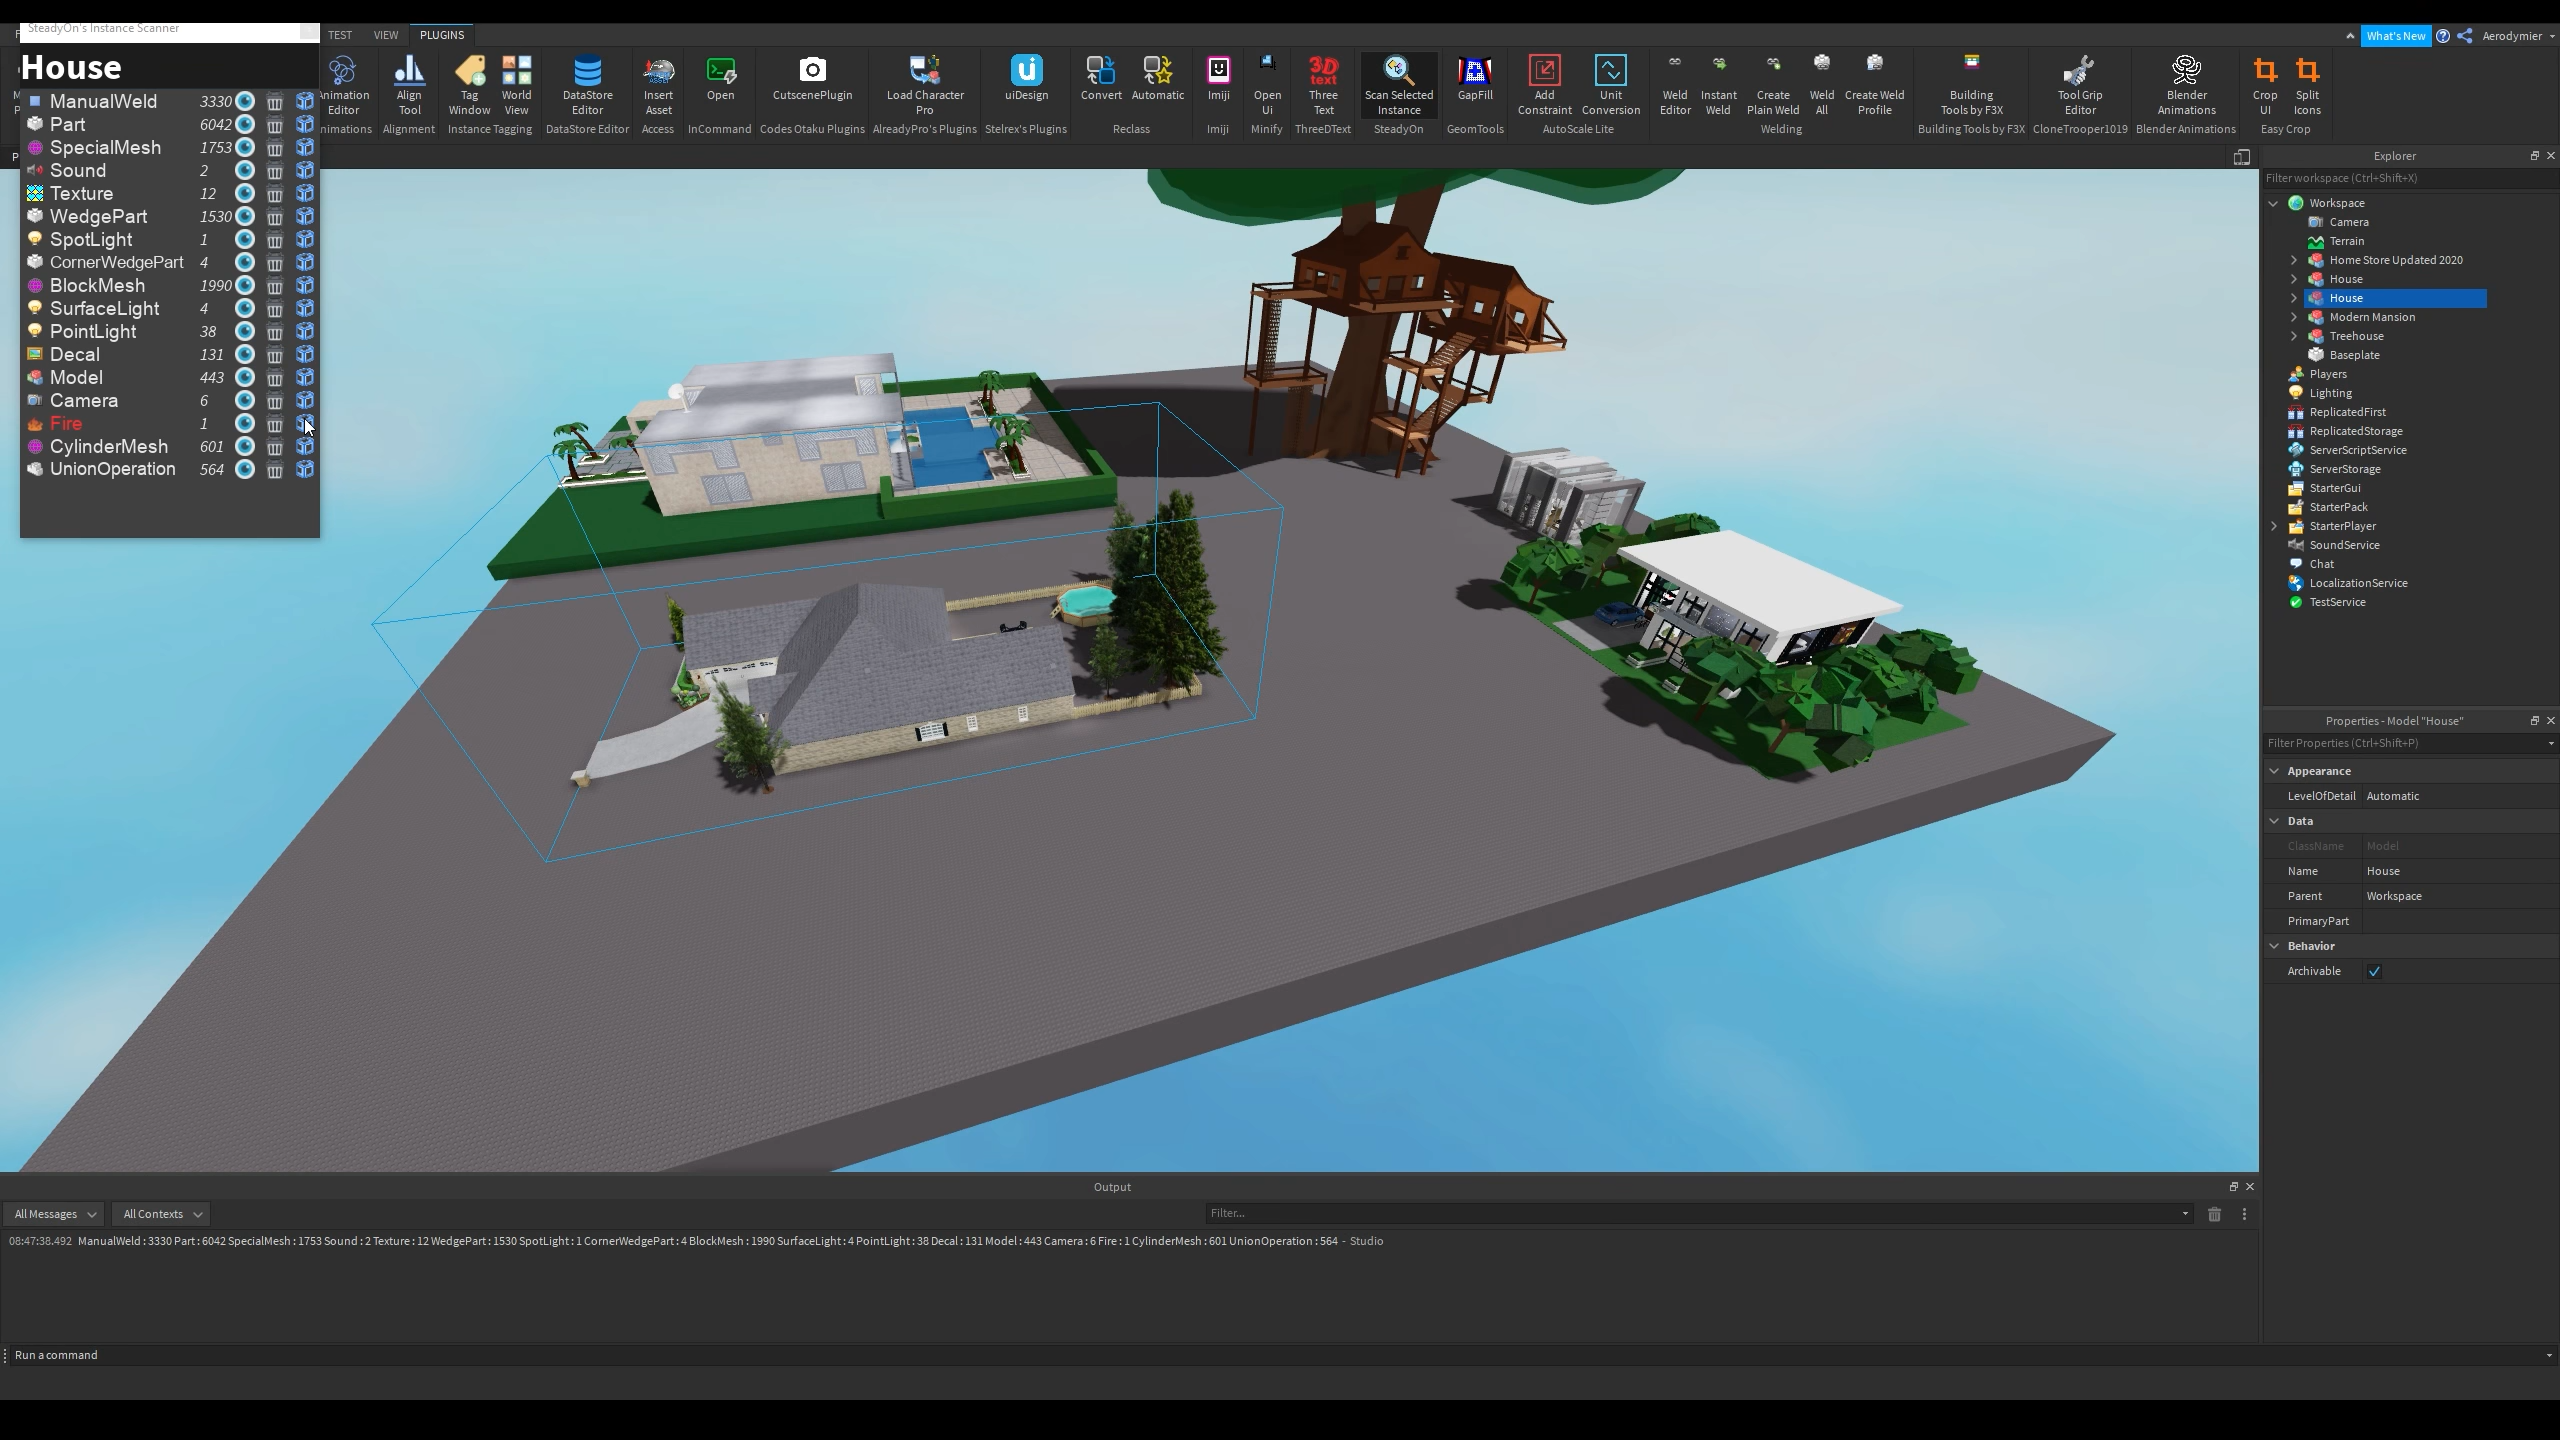 SteadyOn's Instance Scanner
TEST VIEW PLUGINS
What's New Aerodymier
House
ManualWeld 3330
Part 6042
SpecialMesh 1753
Sound 2
Texture 12
WedgePart 1530
SpotLight 1
CornerWedgePart 4
BlockMesh 1990
SurfaceLight 4
PointLight 38
Decal 131
Model 443
Camera 6
Fire 1
CylinderMesh 601
UnionOperation 564
Animation Editor
Align Tool
Tag Window
World View
DataStore Editor
Insert Asset
Open
CutscenePlugin
Load Character Pro
uiDesign
Convert
Automatic
Imiji
Open Ui
3D text
Three Text
Scan Selected Instance
GapFill
Add Constraint
Unit Conversion
Weld Editor
Instant Weld
Create Plain Weld
Weld All
Create Weld Profile
Building Tools by F3X
Tool Grip Editor
Blender Animations
Crop UI
Split Icons
nimations Alignment Instance Tagging DataStore Editor Access InCommand Codes Otaku Plugins AlreadyPro's Plugins Stelrex's Plugins Reclass Imiji Minify ThreeDText SteadyOn GeomTools AutoScale Lite Welding Building Tools by F3X CloneTrooper1019 Blender Animations Easy Crop
Explorer
Filter workspace (Ctrl+Shift+X)
Workspace
Camera
Terrain
Home Store Updated 2020
House
House
Modern Mansion
Treehouse
Baseplate
Players
Lighting
ReplicatedFirst
ReplicatedStorage
ServerScriptService
ServerStorage
StarterGui
StarterPack
StarterPlayer
SoundService
Chat
LocalizationService
TestService
Properties - Model "House"
Filter Properties (Ctrl+Shift+P)
Appearance
LevelOfDetail Automatic
Data
ClassName Model
Name House
Parent Workspace
PrimaryPart
Behavior
Archivable
Output
All Messages All Contexts Filter...
08:47:38.492 ManualWeld : 3330 Part : 6042 SpecialMesh : 1753 Sound : 2 Texture : 12 WedgePart : 1530 SpotLight : 1 CornerWedgePart : 4 BlockMesh : 1990 SurfaceLight : 4 PointLight : 38 Decal : 131 Model : 443 Camera : 6 Fire : 1 CylinderMesh : 601 UnionOperation : 564 - Studio
Run a command